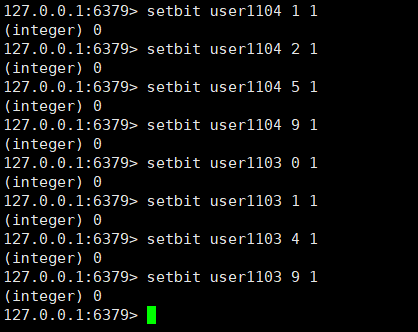 127.0.0.1:6379> setbit user1104 1 1
(integer) 0
127.0.0.1:6379> setbit user1104 2 1
(integer) 0
127.0.0.1:6379> setbit user1104 5 1
(integer) 0
127.0.0.1:6379> setbit user1104 9 1
(integer) 0
127.0.0.1:6379> setbit user1103 0 1
(integer) 0
127.0.0.1:6379> setbit user1103 1 1
(integer) 0
127.0.0.1:6379> setbit user1103 4 1
(integer) 0
127.0.0.1:6379> setbit user1103 9 1
(integer) 0
127.0.0.1:6379>